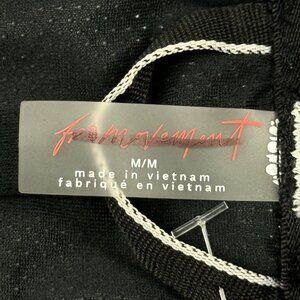 fp movement
M/M
made in vietnam
fabriqué en vietnam